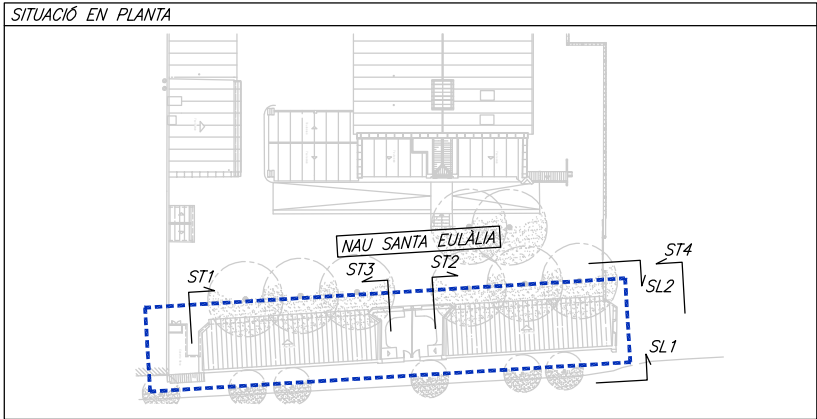 SITUACIÓ EN PLANTA
NAU SANTA EULÀLIA
ST1
ST3
ST2
ST4
SL2
SL1